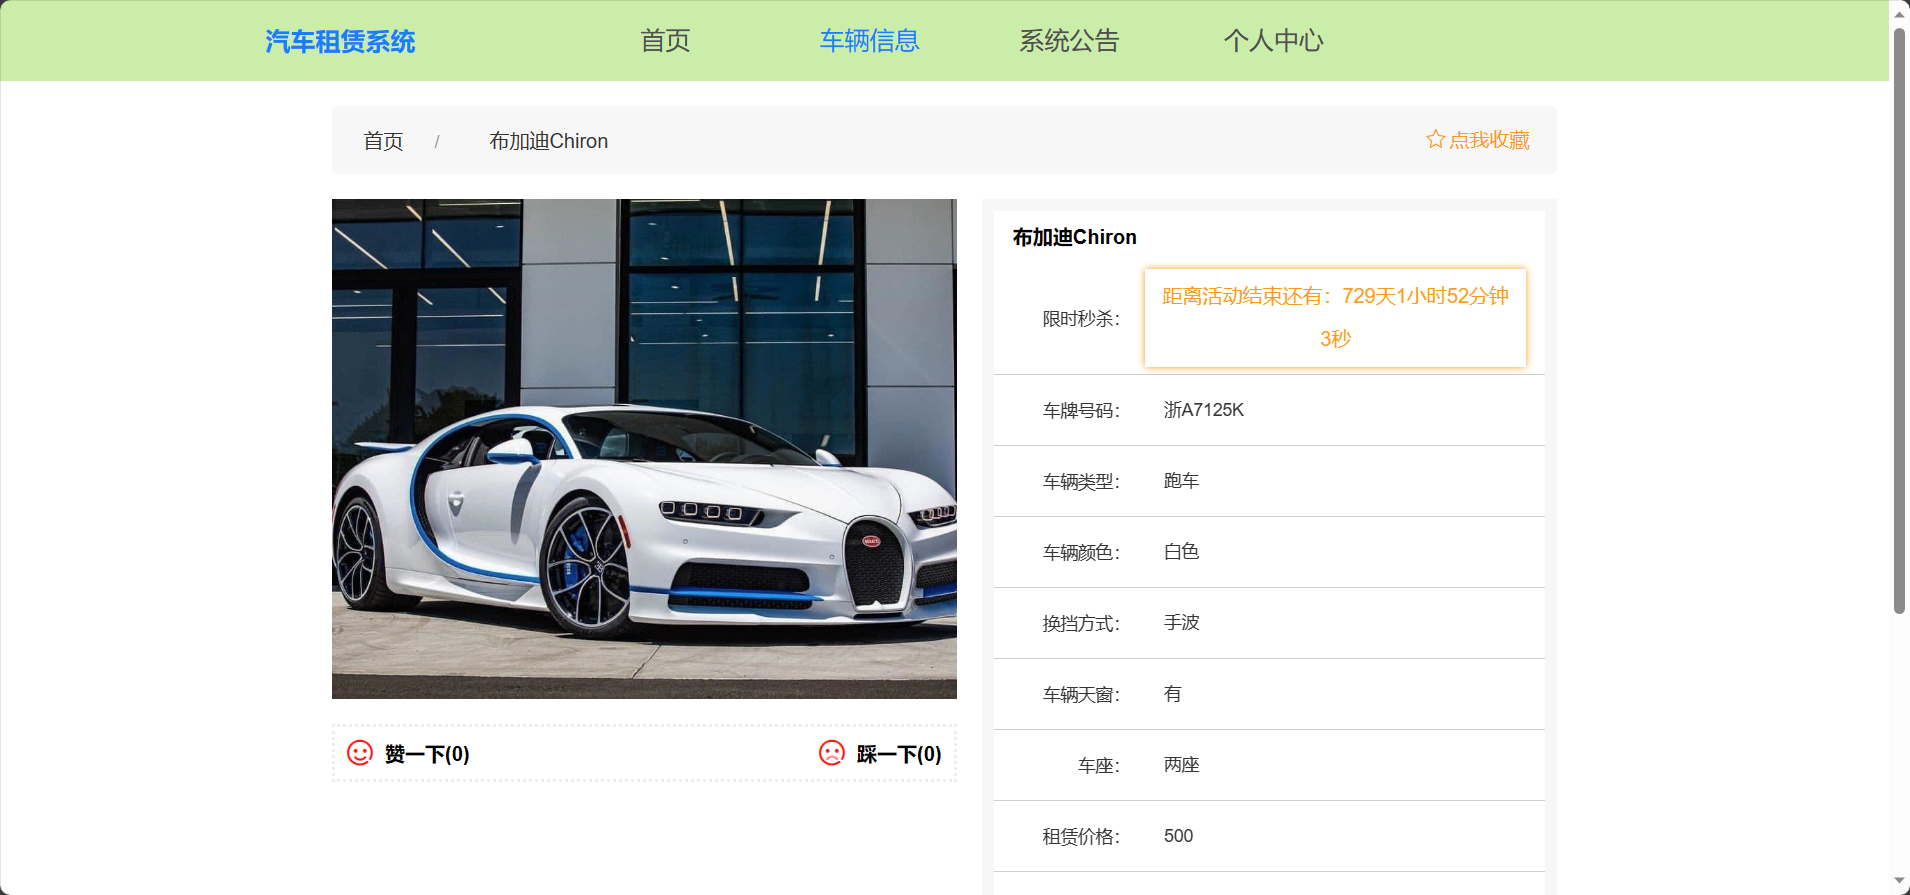 汽车租赁系统
首页
车辆信息
系统公告
个人中心
首页 / 布加迪Chiron
点我收藏
布加迪Chiron
限时秒杀：
距离活动结束还有：729天1小时52分钟
3秒
车牌号码： 浙A7125K
车辆类型： 跑车
车辆颜色： 白色
换挡方式： 手波
车辆天窗： 有
车座： 两座
租赁价格： 500
赞一下(0)
踩一下(0)